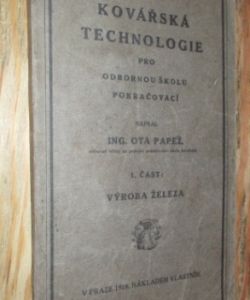 KOVÁŘSKÁ
TECHNOLOGIE
PRO
ODBORNOU ŠKOLU
POKRAČOVACÍ
NAPSAL
ING. OTA PAPEŽ,
I. ČÁST:
VÝROBA ŽELEZA
V PRAZE NÁKLADEM VLASTNÍM.